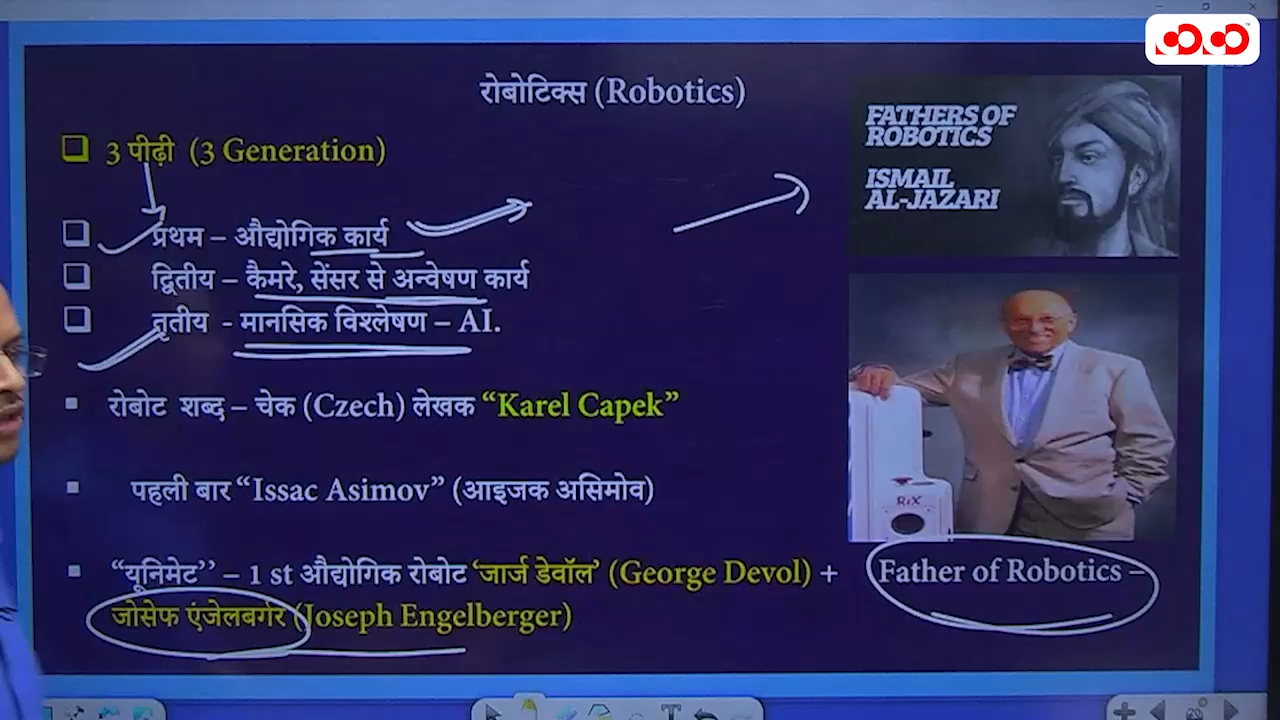 रोबोटिक्स (Robotics)
3 पीढ़ी (3 Generation)
प्रथम – औद्योगिक कार्य
द्वितीय – कैमरे, सेंसर से अन्वेषण कार्य
तृतीय - मानसिक विश्लेषण – AI.
रोबोट शब्द – चेक (Czech) लेखक “Karel Capek”
पहली बार “Issac Asimov” (आइजक असिमोव)
“यूनिमेट’’ – 1 st औद्योगिक रोबोट ‘जार्ज डेवॉल’ (George Devol) +
जोसेफ एंजेलबर्गर (Joseph Engelberger)
FATHERS OF
ROBOTICS
ISMAIL
AL-JAZARI
RIX
Father of Robotics –